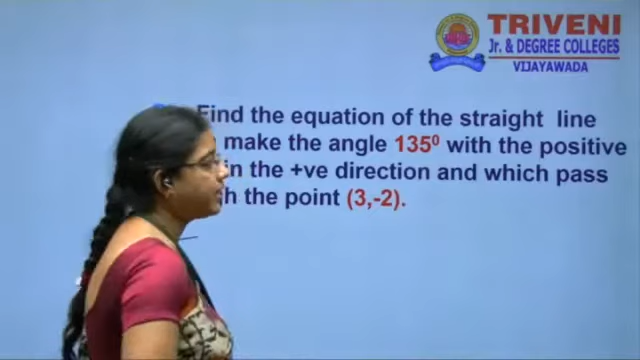 TRIVENI
Jr. & DEGREE COLLEGES
VIJAYAWADA
Find the equation of the straight line
make the angle 135⁰ with the positive
in the +ve direction and which pass
the point (3,-2).